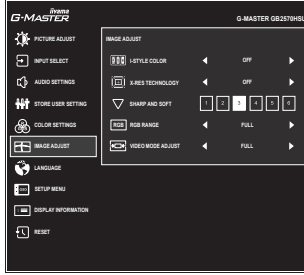 iiyama
G-MASTER
G-MASTER GB2570HSU
PICTURE ADJUST
INPUT SELECT
AUDIO SETTINGS
STORE USER SETTING
COLOR SETTINGS
IMAGE ADJUST
LANGUAGE
OSD SETUP MENU
DISPLAY INFORMATION
RESET
IMAGE ADJUST
I-STYLE COLOR OFF
X-RES TECHNOLOGY OFF
SHARP AND SOFT 1 2 3 4 5 6
RGB RGB RANGE FULL
VIDEO MODE ADJUST FULL